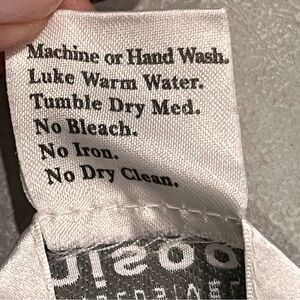 Machine or Hand Wash.
Luke Warm Water.
Tumble Dry Med.
No Bleach.
No Iron.
No Dry Clean.